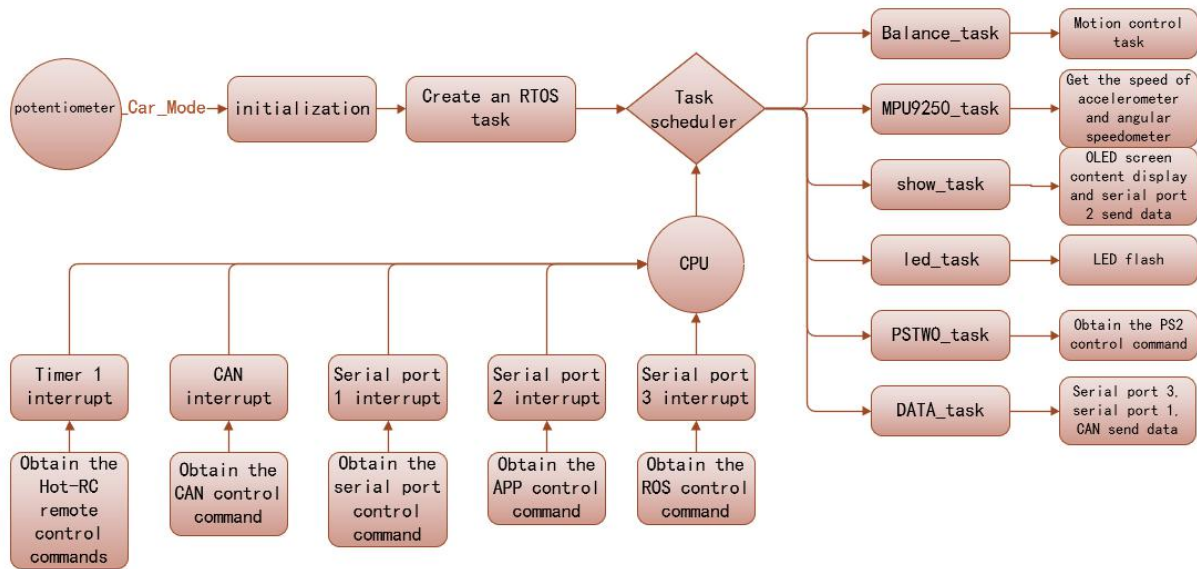 potentiometer
Car_Mode
initialization
Create an RTOS
task
Task
scheduler
Balance_task
Motion control
task
MPU9250_task
Get the speed of
accelerometer
and angular
speedometer
show_task
OLED screen
content display
and serial port
2 send data
CPU
led_task
LED flash
PSTWO_task
Obtain the PS2
control command
DATA_task
Serial port 3,
serial port 1,
CAN send data
Timer 1
interrupt
CAN
interrupt
Serial port
1 interrupt
Serial port
2 interrupt
Serial port
3 interrupt
Obtain the
Hot-RC
remote
control
commands
Obtain the
CAN control
command
Obtain the
serial port
control
command
Obtain the
APP control
command
Obtain the
ROS control
command